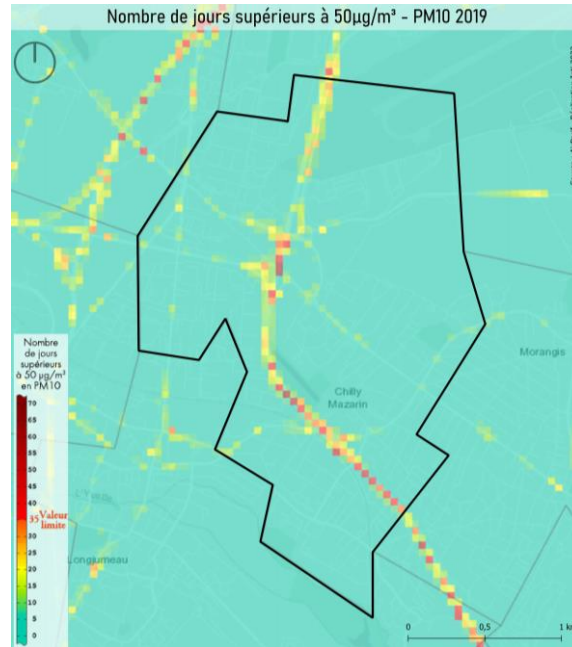 Nombre de jours supérieurs à 50µg/m³ - PM10 2019
Morangis
Chilly
Mazarin
Nombre
de jours
supérieurs
à 50 µg/m³
en PM10
70
65
60
55
50
45
40
35 Valeur
limite
30
25
20
15
10
5
0
L'Yvette
Longjumeau
0
0,5
1 km